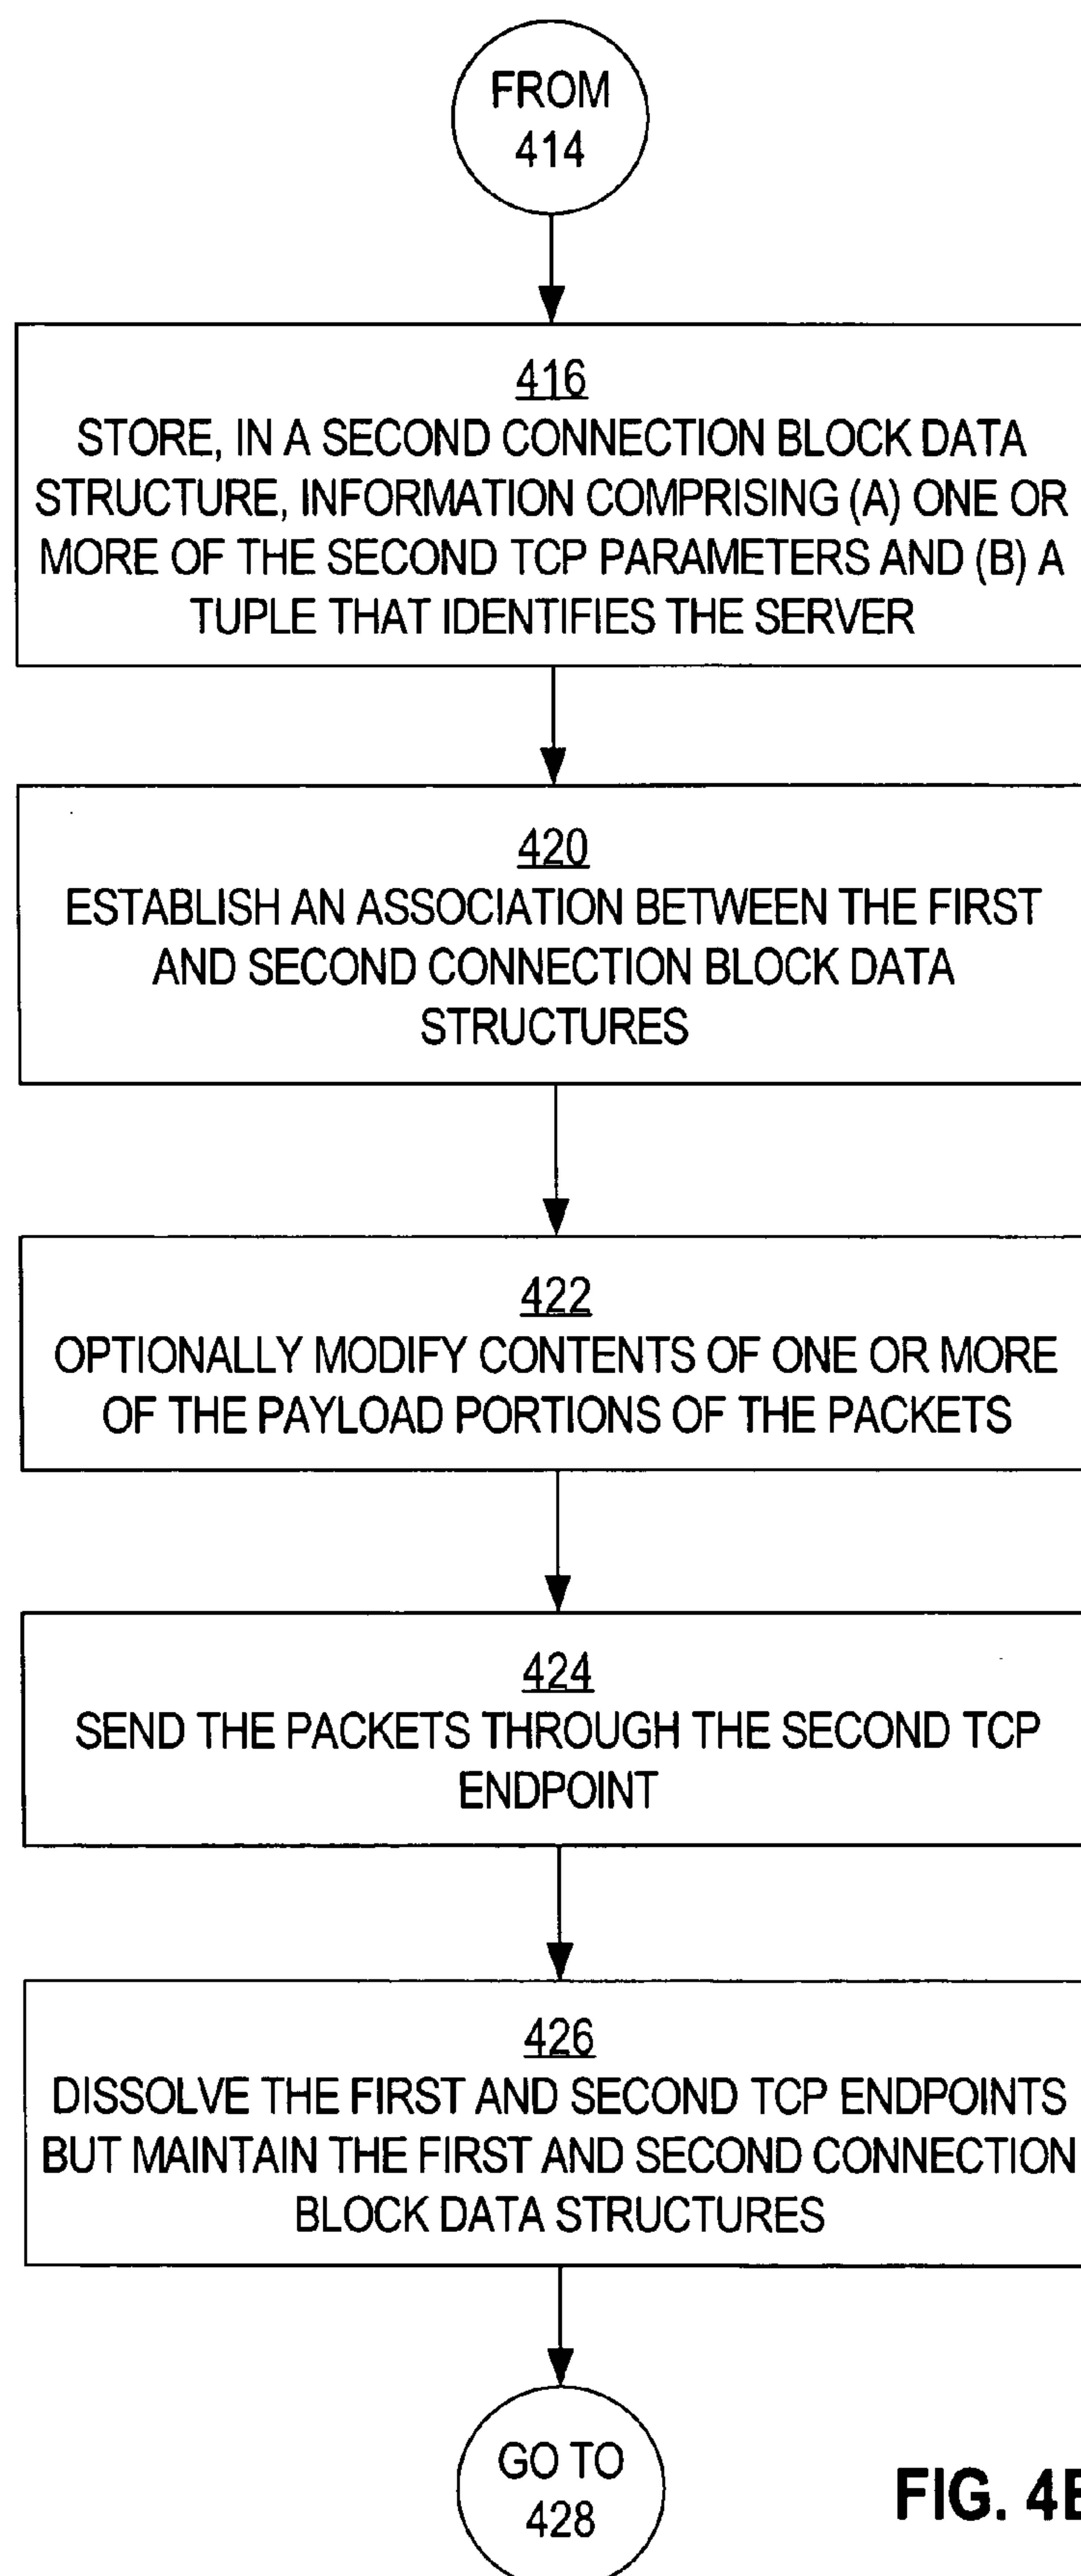 FROM
414
416
STORE, IN A SECOND CONNECTION BLOCK DATA
STRUCTURE, INFORMATION COMPRISING (A) ONE OR
MORE OF THE SECOND TCP PARAMETERS AND (B) A
TUPLE THAT IDENTIFIES THE SERVER
420
ESTABLISH AN ASSOCIATION BETWEEN THE FIRST
AND SECOND CONNECTION BLOCK DATA
STRUCTURES
422
OPTIONALLY MODIFY CONTENTS OF ONE OR MORE
OF THE PAYLOAD PORTIONS OF THE PACKETS
424
SEND THE PACKETS THROUGH THE SECOND TCP
ENDPOINT
426
DISSOLVE THE FIRST AND SECOND TCP ENDPOINTS
BUT MAINTAIN THE FIRST AND SECOND CONNECTION
BLOCK DATA STRUCTURES
GO TO
428
FIG. 4B